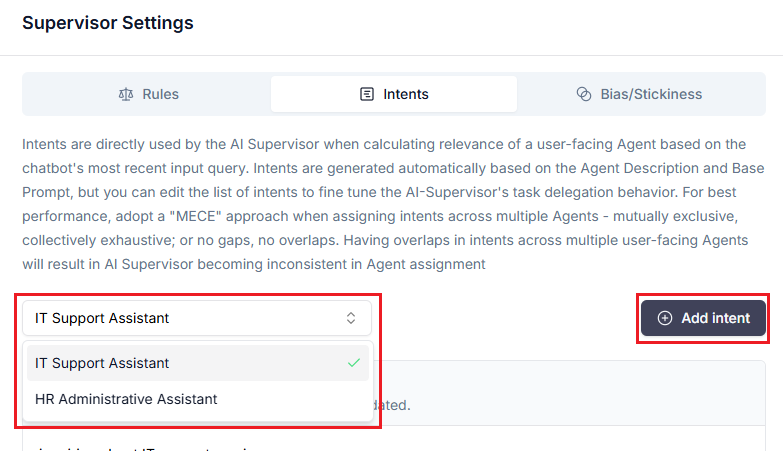 Supervisor Settings
Rules
Intents
Bias/Stickiness
Intents are directly used by the AI Supervisor when calculating relevance of a user-facing Agent based on the
chatbot's most recent input query. Intents are generated automatically based on the Agent Description and Base
Prompt, but you can edit the list of intents to fine tune the AI-Supervisor's task delegation behavior. For best
performance, adopt a "MECE" approach when assigning intents across multiple Agents - mutually exclusive,
collectively exhaustive; or no gaps, no overlaps. Having overlaps in intents across multiple user-facing Agents
will result in AI Supervisor becoming inconsistent in Agent assignment
IT Support Assistant
Add intent
IT Support Assistant
HR Administrative Assistant